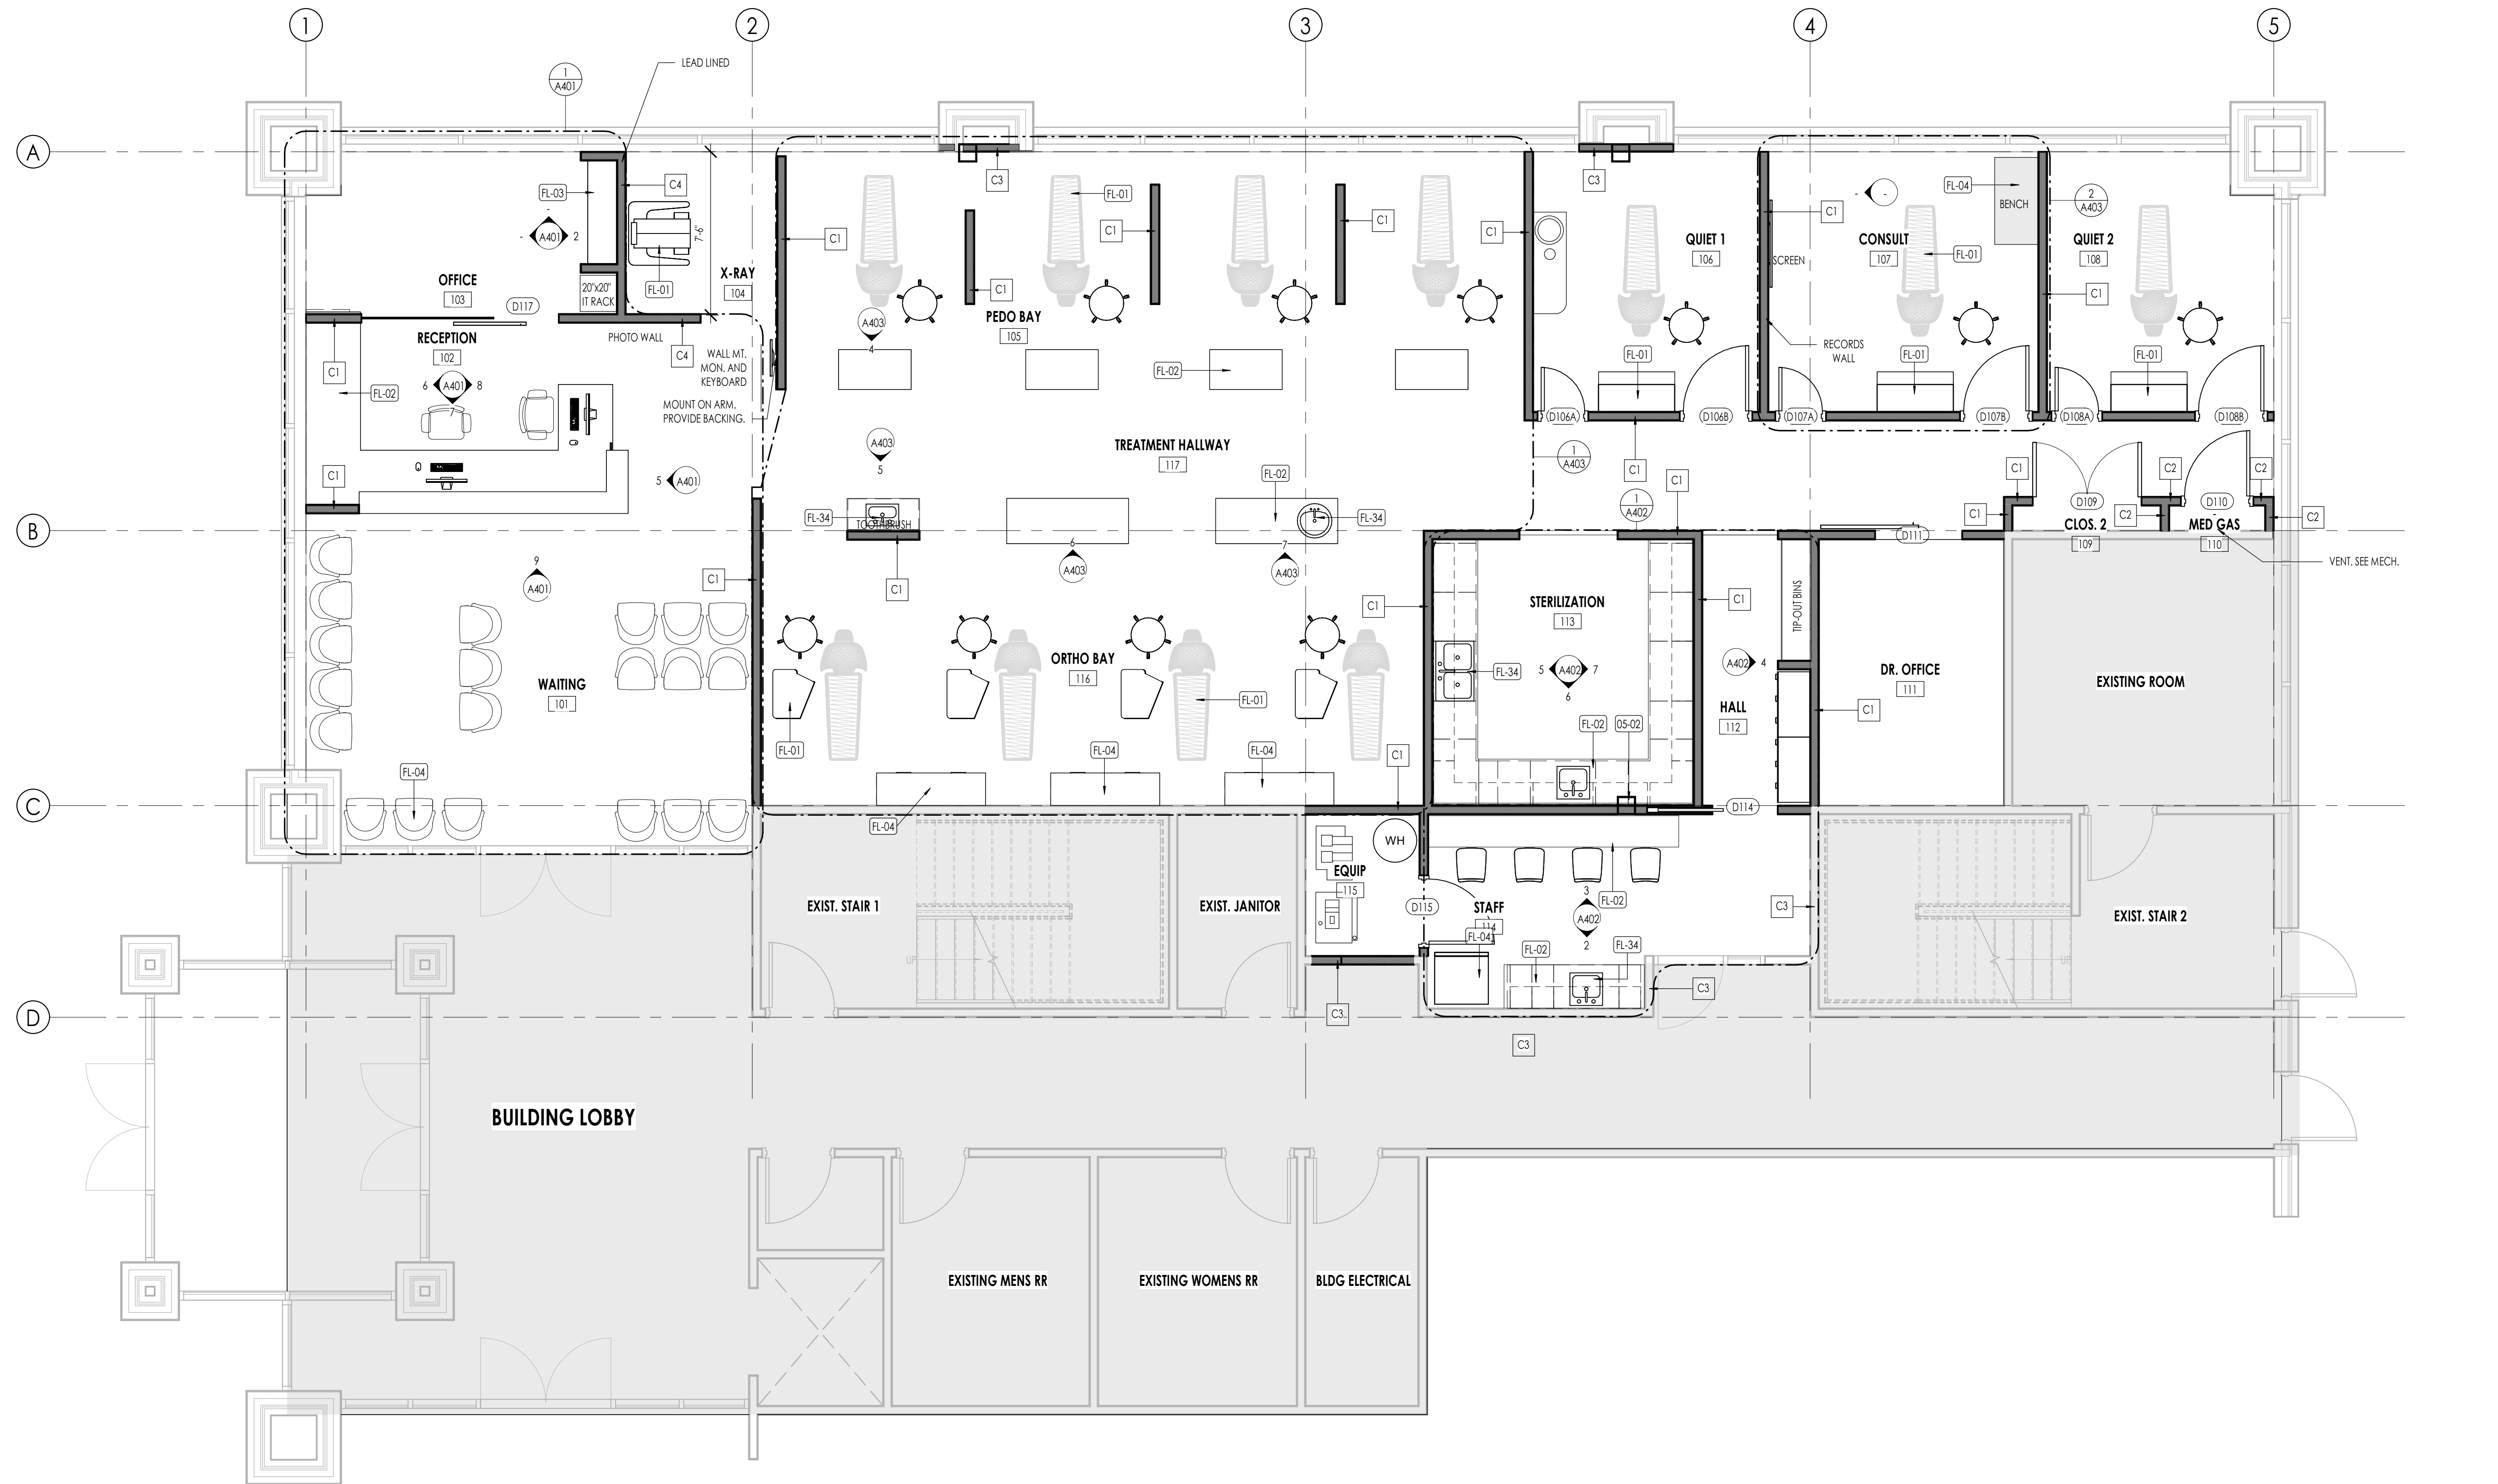 1
2
3
4
5
LEAD LINED
1
A401
A
C3
C3
C4
FL-03
FL-01
C1
C1
C1
C1
C1
FL-04
BENCH
2
A403
-
-
-
-
A401
2
7'-6"
QUIET 1
106
CONSULT
107
FL-01
QUIET 2
108
SCREEN
X-RAY
104
OFFICE
103
20"x20"
IT RACK
FL-01
C1
C1
D117
PEDO BAY
105
A403
4
RECEPTION
102
PHOTO WALL
C4
WALL MT.
MON. AND
KEYBOARD
RECORDS
WALL
C1
FL-02
6
A401
8
7
FL-02
FL-01
FL-01
FL-01
MOUNT ON ARM.
PROVIDE BACKING.
D106A
D106B
D107A
D107B
D108A
D108B
A403
5
TREATMENT HALLWAY
117
1
A403
C1
C1
5
A401
FL-02
C1
C1
C2
C2
1
A402
FL-34
TOOTHBRUSH
FL-34
C1
D109
C2
D110
-
C2
B
CLOS. 2
109
MED GAS
110
D111
6
A403
7
A403
VENT. SEE MECH.
9
A401
C1
C1
C1
STERILIZATION
113
C1
TIP-OUT BINS
ORTHO BAY
116
FL-34
5
A402
7
6
A402
4
DR. OFFICE
111
EXISTING ROOM
WAITING
101
FL-01
HALL
112
C1
FL-01
FL-04
FL-04
C1
FL-02
05-02
FL-04
C
D114
FL-04
WH
EQUIP
115
FL-02
EXIST. STAIR 1
EXIST. JANITOR
D115
STAFF
114
3
A402
2
C3
EXIST. STAIR 2
FL-04
FL-02
FL-34
UP
UP
C3
D
C3
C3
BUILDING LOBBY
EXISTING MENS RR
EXISTING WOMENS RR
BLDG ELECTRICAL